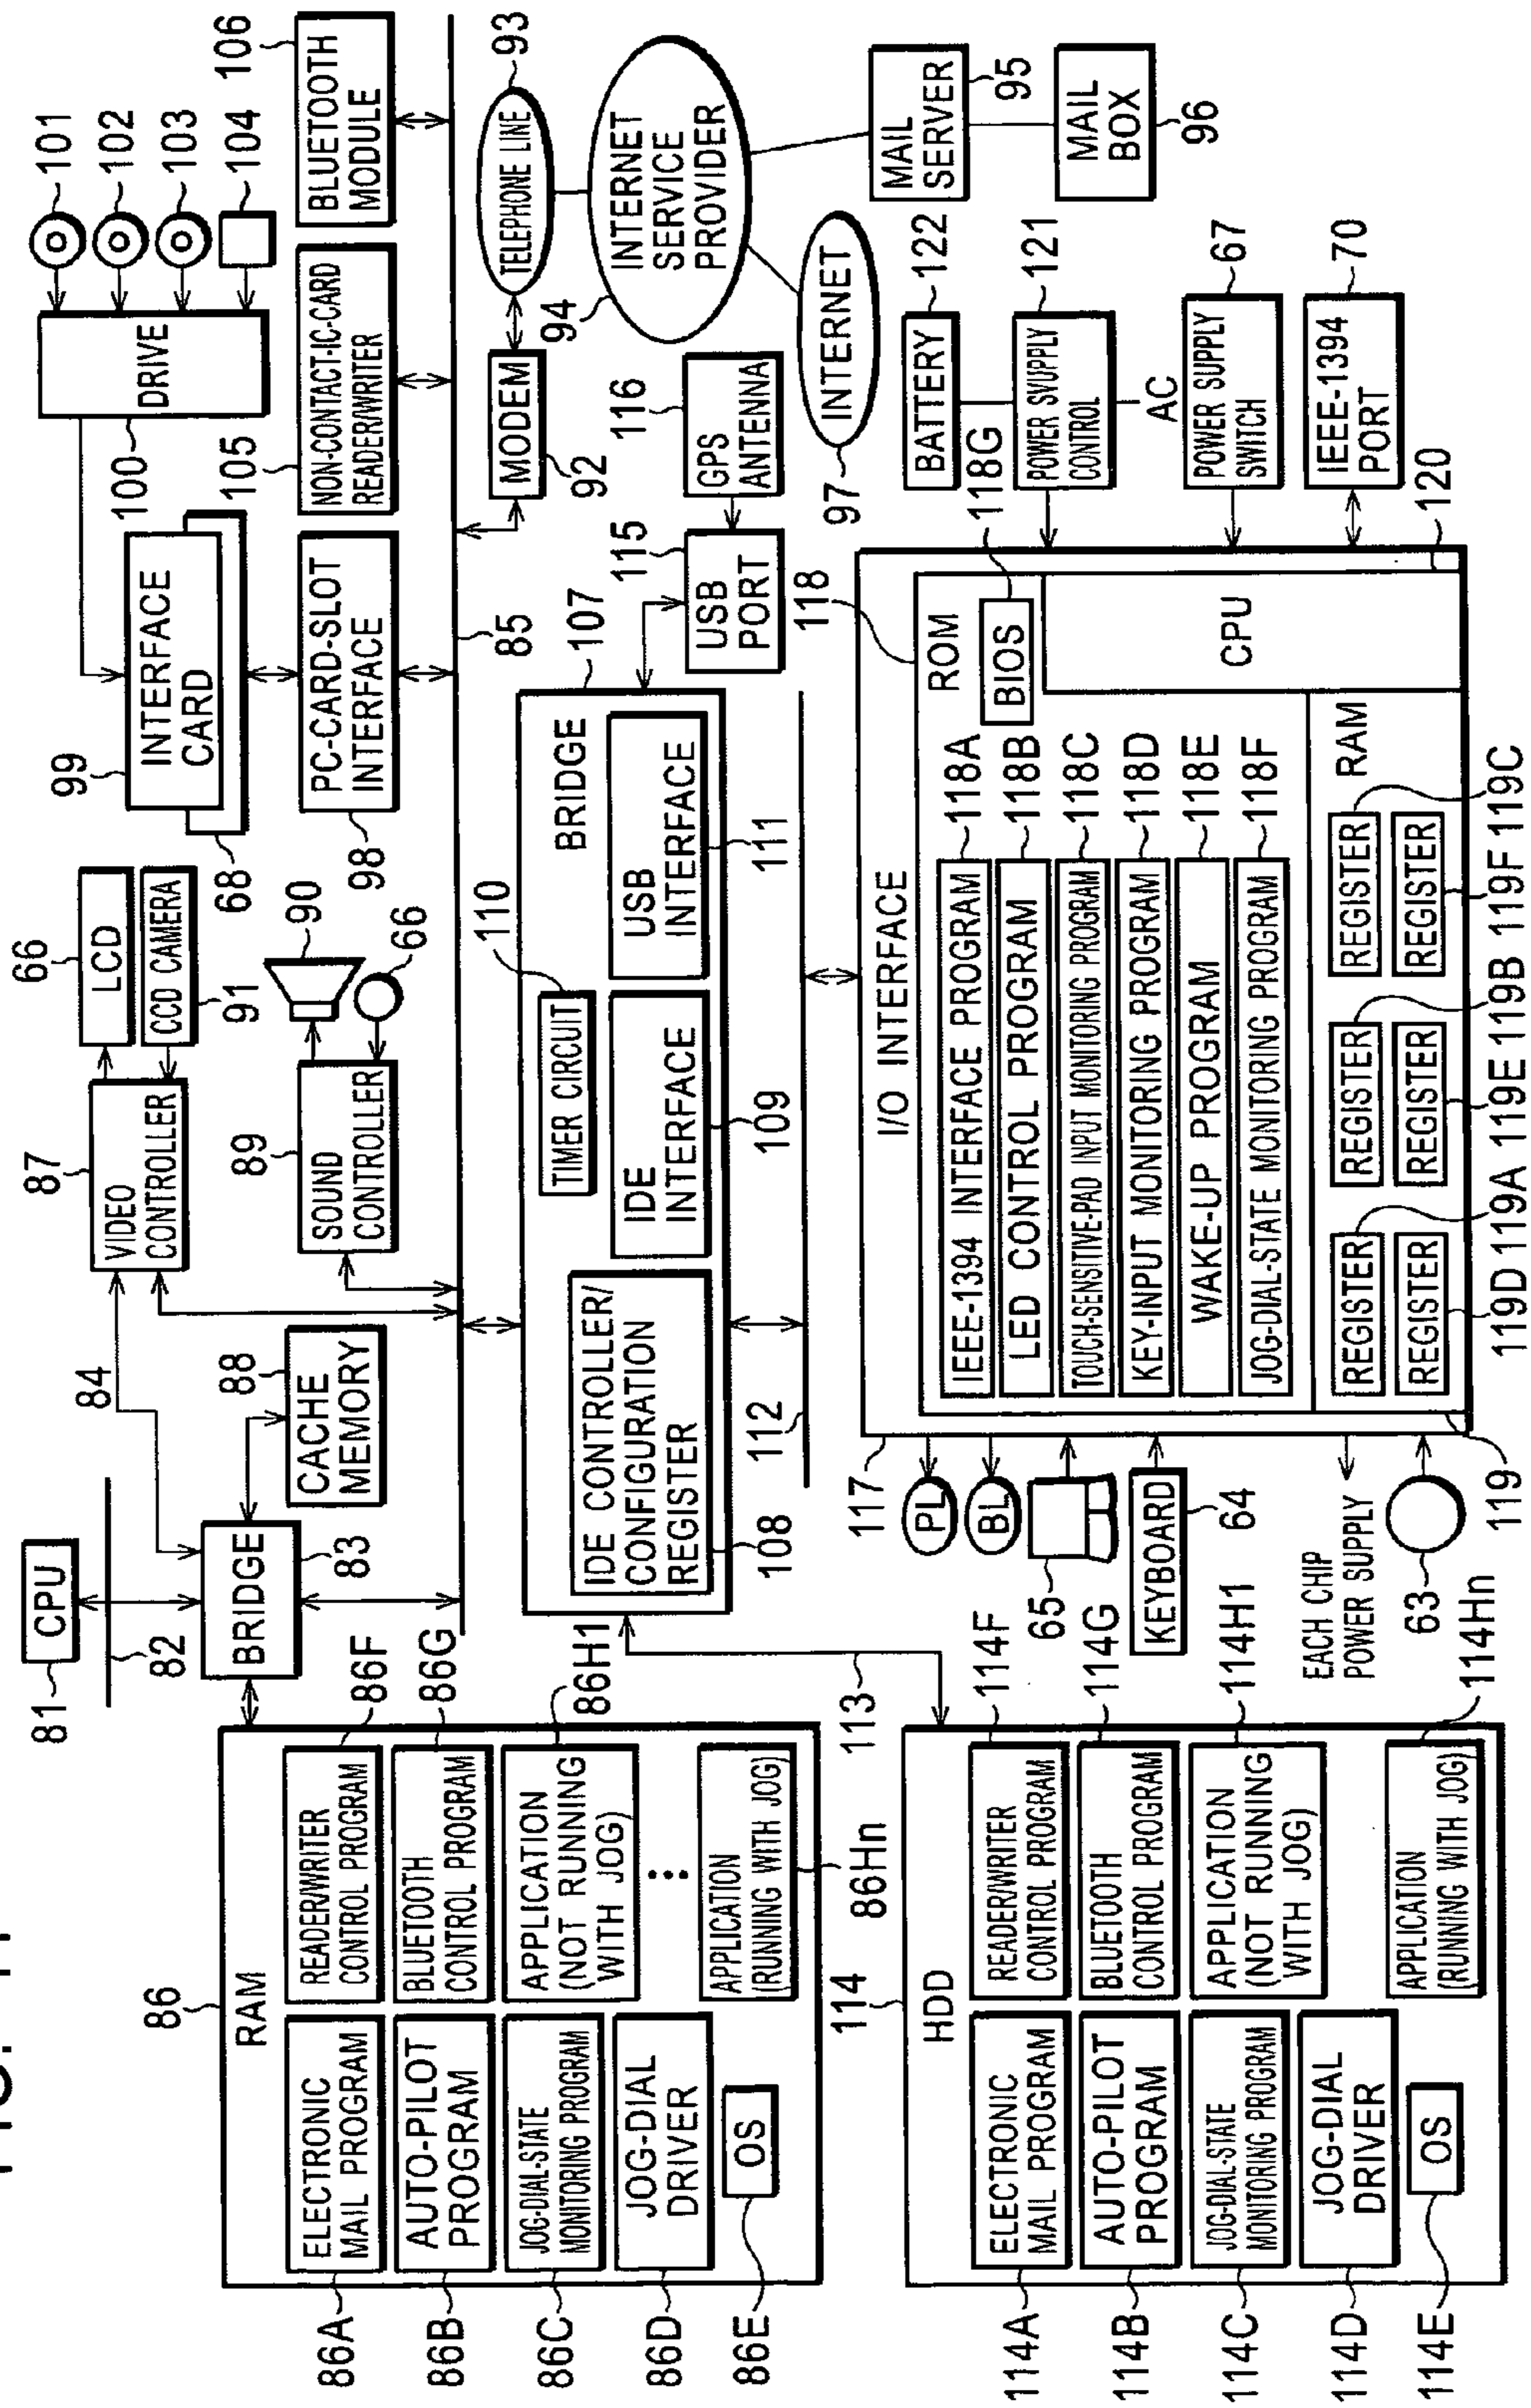 81
CPU
82
BRIDGE
83
84
88
CACHE
MEMORY
87
VIDEO
CONTROLLER
66
LCD
CCD CAMERA
91
89
SOUND
CONTROLLER
90
66
99
INTERFACE
CARD
68
98
PC-CARD-SLOT
INTERFACE
100
DRIVE
101
102
103
104
105
NON-CONTACT-IC-CARD
READER/WRITER
106
BLUETOOTH
MODULE
85
86
RAM
86A
ELECTRONIC
MAIL PROGRAM
86B
AUTO-PILOT
PROGRAM
86C
JOG-DIAL-STATE
MONITORING PROGRAM
86D
JOG-DIAL
DRIVER
86E
OS
READER/WRITER
CONTROL PROGRAM
86F
BLUETOOTH
CONTROL PROGRAM
86G
APPLICATION
(NOT RUNNING
WITH JOG)
86H1
APPLICATION
(RUNNING WITH JOG)
86Hn
107
BRIDGE
110
TIMER CIRCUIT
IDE CONTROLLER/
CONFIGURATION
REGISTER
108
IDE
INTERFACE
109
USB
INTERFACE
111
112
113
92
MODEM
93
TELEPHONE LINE
94
INTERNET
SERVICE
PROVIDER
MAIL
SERVER
95
MAIL
BOX
96
INTERNET
97
115
USB
PORT
116
GPS
ANTENNA
114
HDD
114A
ELECTRONIC
MAIL PROGRAM
114B
AUTO-PILOT
PROGRAM
114C
JOG-DIAL-STATE
MONITORING PROGRAM
114D
JOG-DIAL
DRIVER
114E
OS
READER/WRITER
CONTROL PROGRAM
114F
BLUETOOTH
CONTROL PROGRAM
114G
APPLICATION
(NOT RUNNING
WITH JOG)
114H1
APPLICATION
(RUNNING WITH JOG)
114Hn
117
I/O INTERFACE
118
ROM
BIOS
118G
IEEE-1394 INTERFACE PROGRAM
118A
LED CONTROL PROGRAM
118B
TOUCH-SENSITIVE-PAD INPUT MONITORING PROGRAM
118C
KEY-INPUT MONITORING PROGRAM
118D
WAKE-UP PROGRAM
118E
JOG-DIAL-STATE MONITORING PROGRAM
118F
CPU
120
RAM
REGISTER
REGISTER
REGISTER
REGISTER
REGISTER
REGISTER
119
119D
119A
119E
119B
119F
119C
PL
BL
65
KEYBOARD
64
EACH CHIP
POWER SUPPLY
63
BATTERY
122
POWER SVUPPLY
CONTROL
121
AC
POWER SUPPLY
SWITCH
67
IEEE-1394
PORT
70